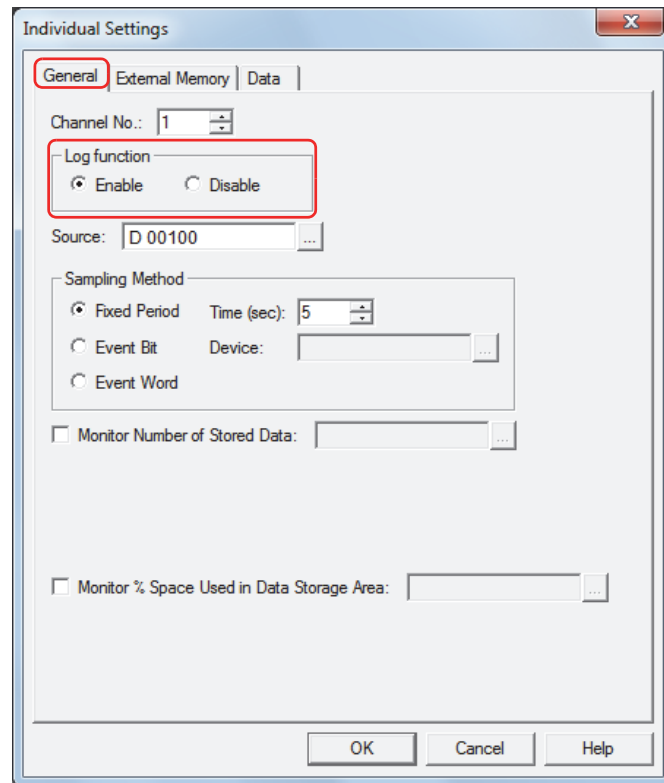 Individual Settings
General External Memory Data
Channel No.: 1
Log function
Enable Disable
Source: D 00100 ...
Sampling Method
Fixed Period Time (sec): 5
Event Bit Device: ...
Event Word
Monitor Number of Stored Data: ...
Monitor % Space Used in Data Storage Area: ...
OK Cancel Help